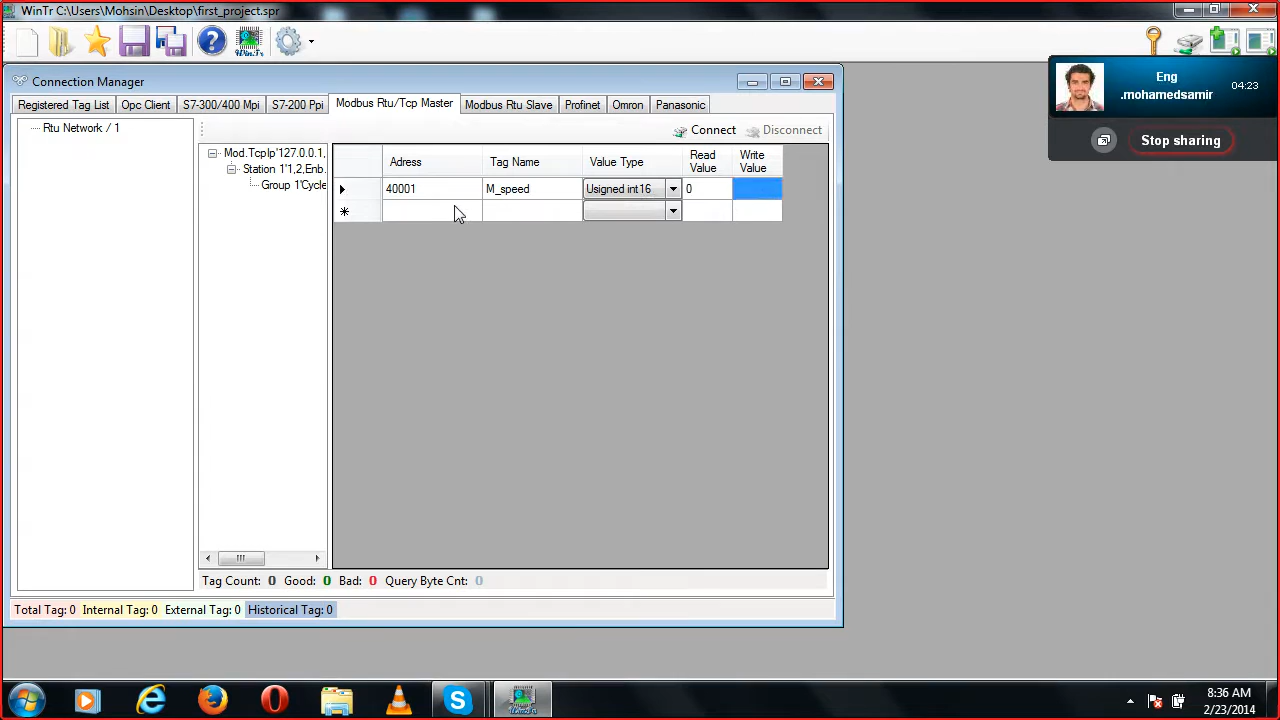 WinTr C:\Users\Mohsin\Desktop\first_project.spr
WinTr
Connection Manager
Registered Tag List Opc Client S7-300/400 Mpi S7-200 Ppi Modbus Rtu/Tcp Master Modbus Rtu Slave Profinet Omron Panasonic
Eng
.mohamedsamir
04:23
Stop sharing
Rtu Network / 1
Connect Disconnect
Mod.TcpIp'127.0.0.1,
Station 1'1,2,Enb.
Group 1'Cycle
Adress Tag Name Value Type Read Value Write Value
40001 M_speed Usigned int16 0
Tag Count: 0 Good: 0 Bad: 0 Query Byte Cnt: 0
Total Tag: 0 Internal Tag: 0 External Tag: 0 Historical Tag: 0
8:36 AM
2/23/2014